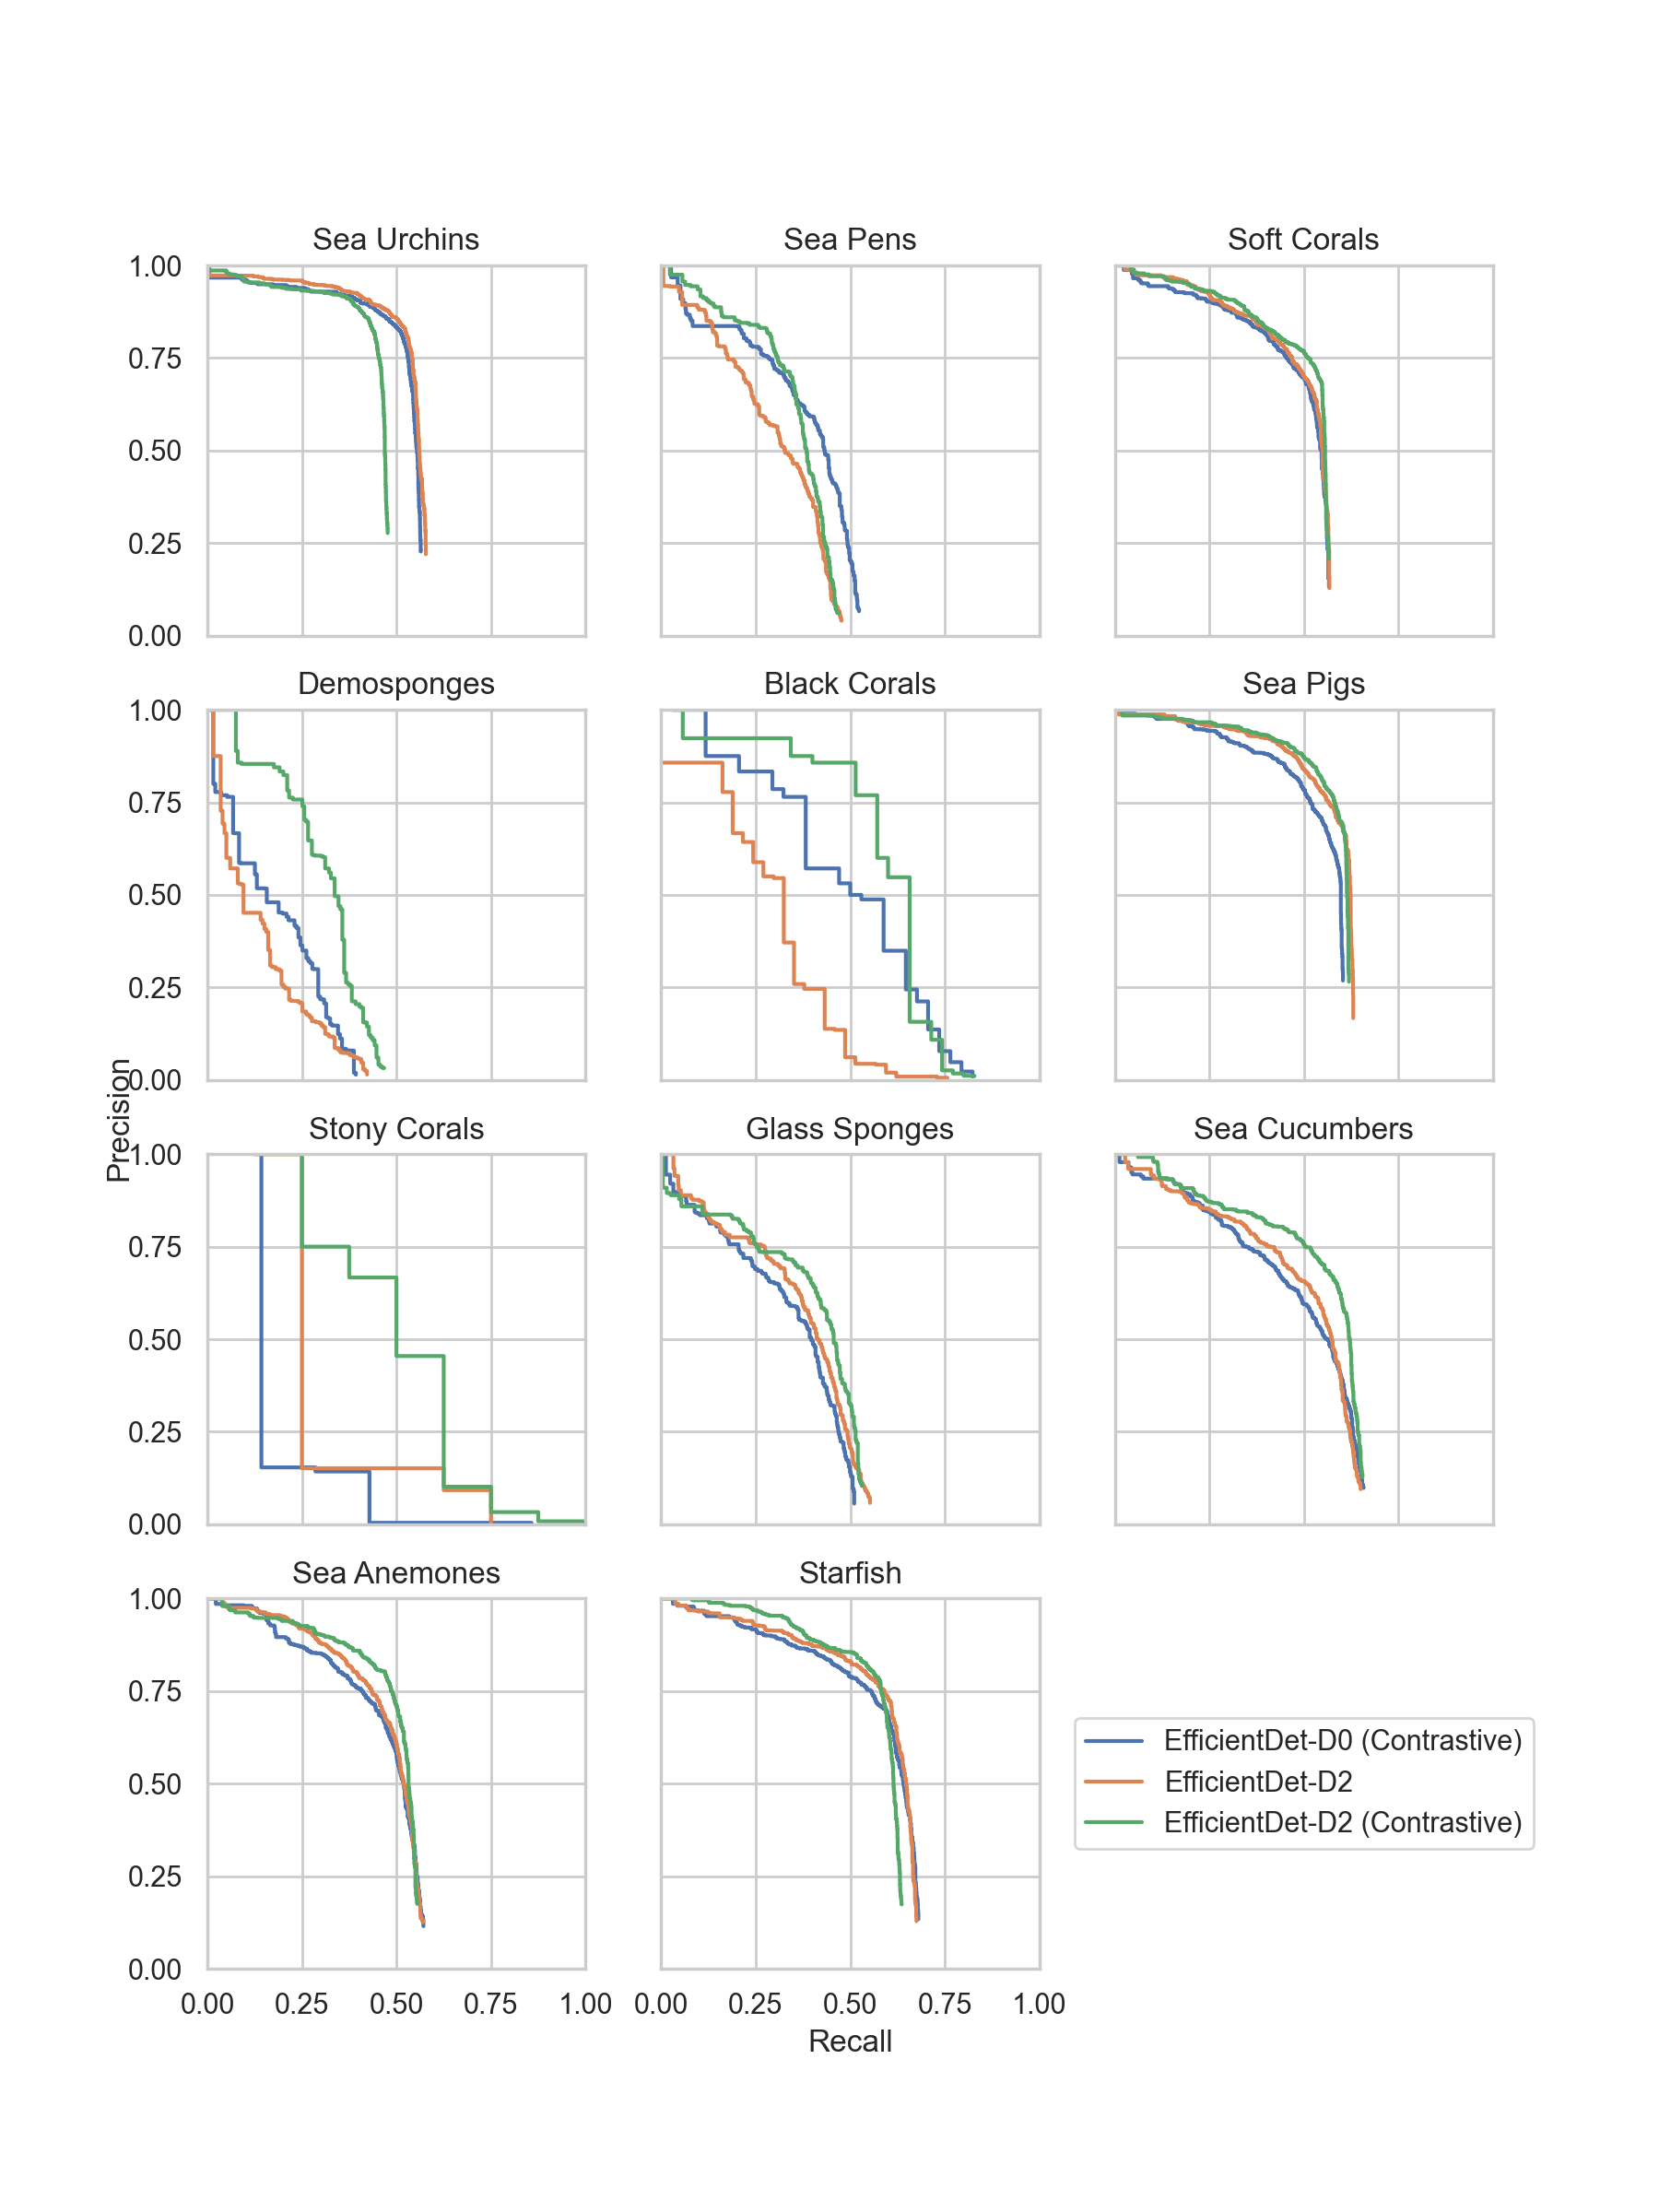 Sea Urchins
Sea Pens
Soft Corals
1.00
0.75
0.50
0.25
0.00
Demosponges
Black Corals
Sea Pigs
1.00
0.75
0.50
0.25
0.00
Precision
Stony Corals
Glass Sponges
Sea Cucumbers
1.00
0.75
0.50
0.25
0.00
Sea Anemones
Starfish
1.00
0.75
0.50
0.25
0.00
0.00 0.25 0.50 0.75 1.00
0.00 0.25 0.50 0.75 1.00
Recall
EfficientDet-D0 (Contrastive)
EfficientDet-D2
EfficientDet-D2 (Contrastive)